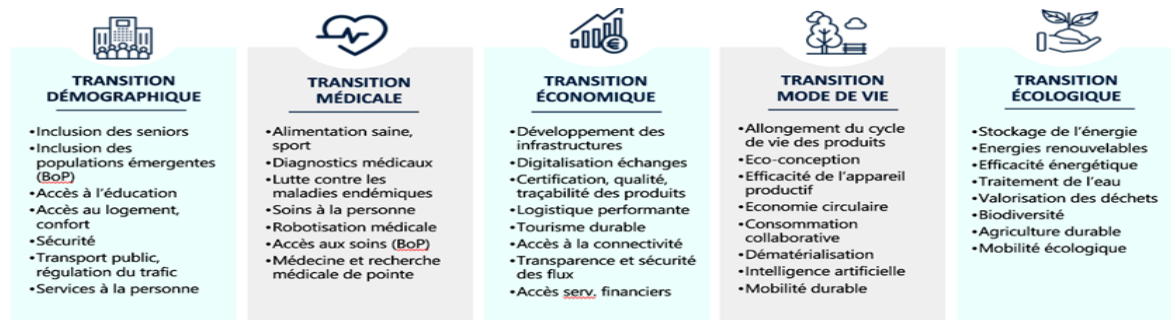 TRANSITION
DÉMOGRAPHIQUE
•Inclusion des seniors
•Inclusion des
populations émergentes
(BoP)
•Accès à l'éducation
•Accès au logement,
confort
•Sécurité
•Transport public,
régulation du trafic
•Services à la personne
TRANSITION
MÉDICALE
•Alimentation saine,
sport
•Diagnostics médicaux
•Lutte contre les
maladies endémiques
•Soins à la personne
•Robotisation médicale
•Accès aux soins (BoP)
•Médecine et recherche
médicale de pointe
TRANSITION
ÉCONOMIQUE
•Développement des
infrastructures
•Digitalisation échanges
•Certification, qualité,
traçabilité des produits
•Logistique performante
•Tourisme durable
•Accès à la connectivité
•Transparence et sécurité
des flux
•Accès serv. financiers
TRANSITION
MODE DE VIE
•Allongement du cycle
de vie des produits
•Eco-conception
•Efficacité de l'appareil
productif
•Economie circulaire
•Consommation
collaborative
•Dématérialisation
•Intelligence artificielle
•Mobilité durable
TRANSITION
ÉCOLOGIQUE
•Stockage de l'énergie
•Energies renouvelables
•Efficacité énergétique
•Traitement de l'eau
•Valorisation des déchets
•Biodiversité
•Agriculture durable
•Mobilité écologique